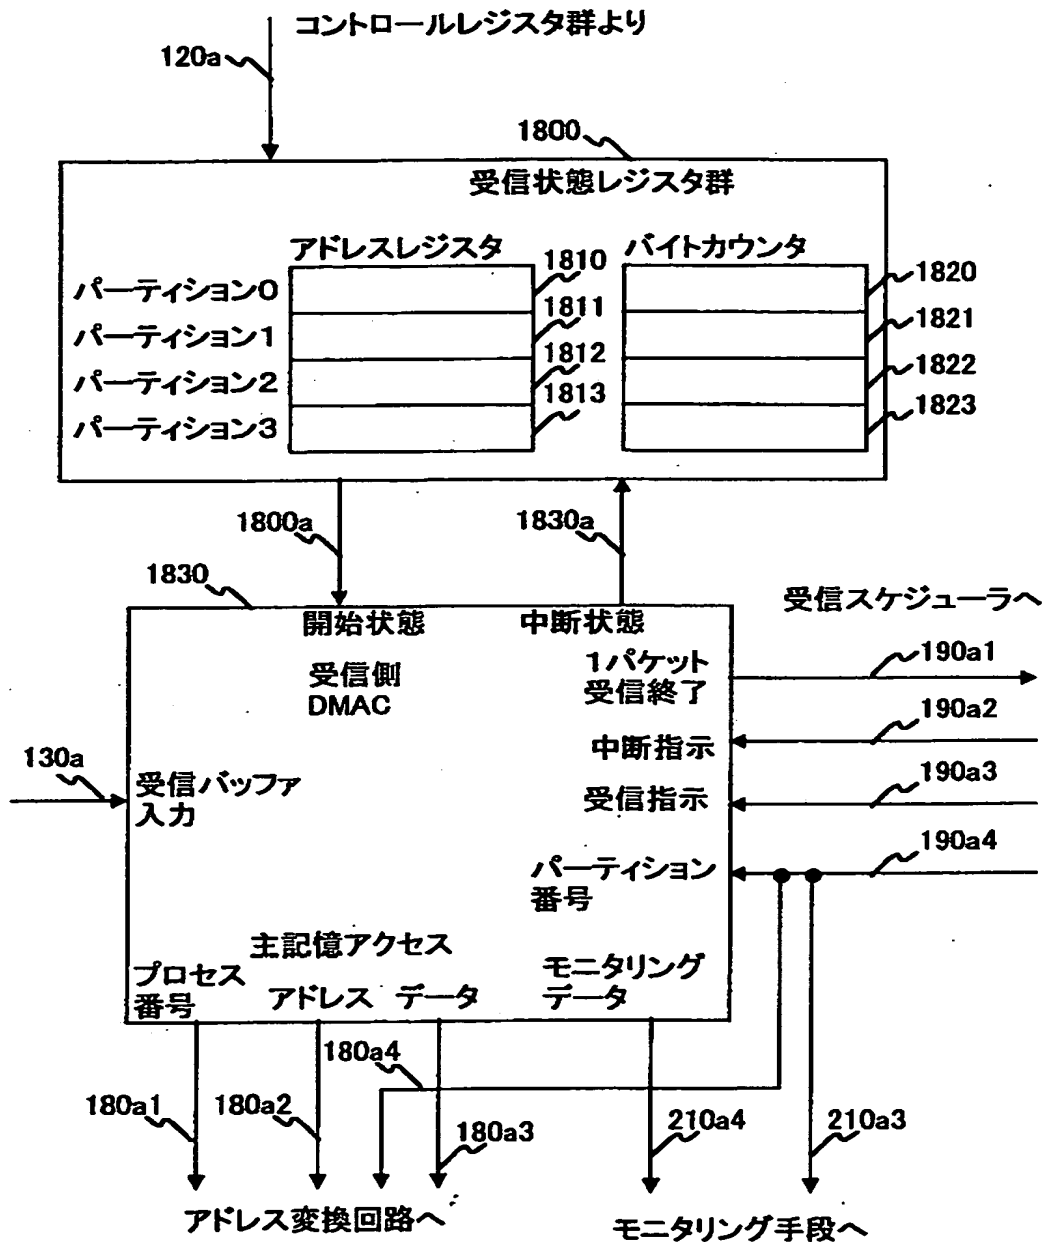 コントロールレジスタ群より
120a
1800
受信状態レジスタ群
アドレスレジスタ
バイトカウンタ
パーティション0
1810
1820
パーティション1
1811
1821
パーティション2
1812
1822
パーティション3
1813
1823
1800a
1830a
1830
開始状態
中断状態
受信スケジューラへ
受信側
DMAC
1パケット
受信終了
190a1
中断指示
190a2
130a
受信バッファ
入力
受信指示
190a3
パーティション
番号
190a4
主記憶アクセス
プロセス
番号
アドレス
データ
モニタリング
データ
180a4
180a1
180a2
180a3
210a4
210a3
アドレス変換回路へ
モニタリング手段へ